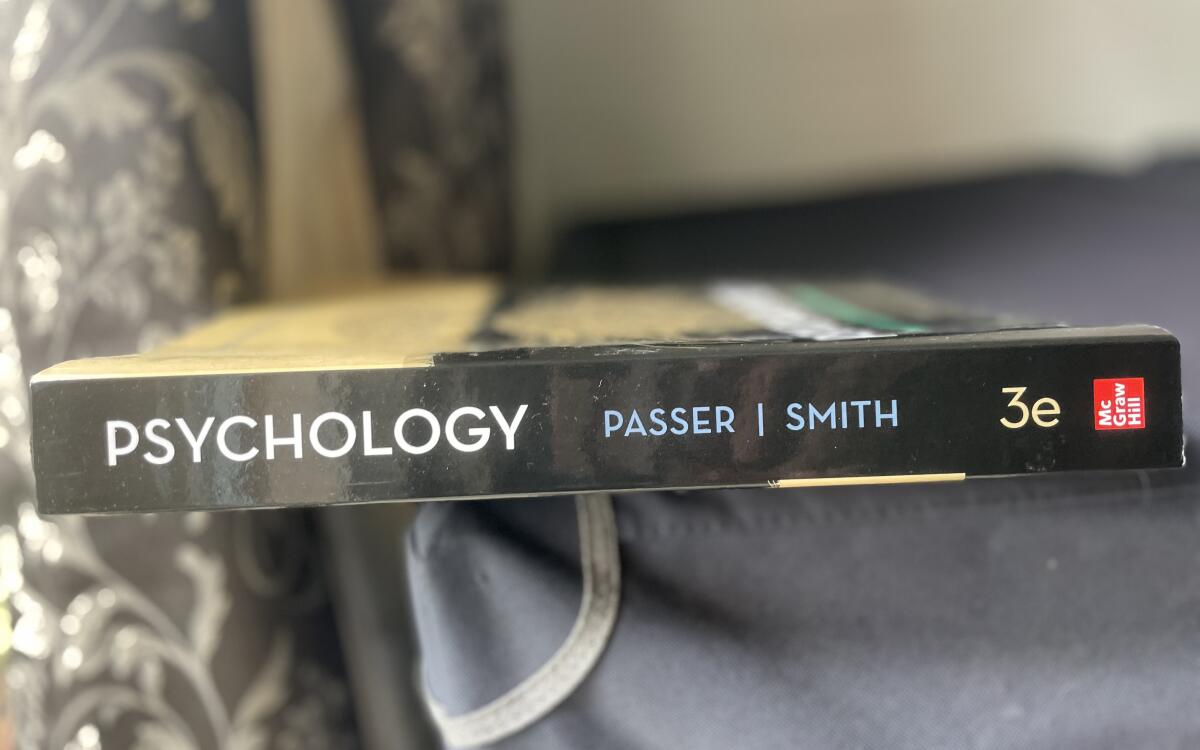 PSYCHOLOGY PASSER | SMITH 3e
Mc
Graw
Hill